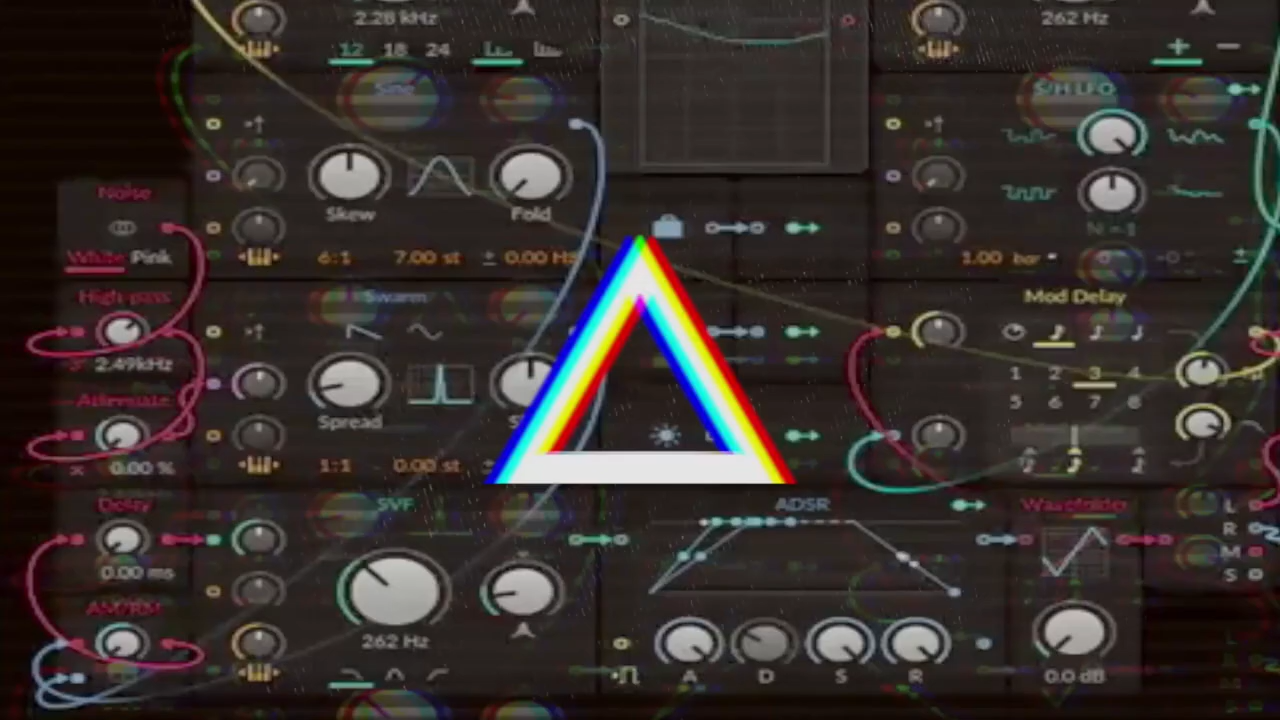 2.28 kHz
12 18 24
262 Hz
Sine
S/H LFO
Skew
Fold
Noise
White Pink
6:1 7.00 st ± 0.00 Hz
N = 1
1.00 bar
High-pass
Swarm
Mod Delay
2.49kHz
1 2 3 4
5 6 7 8
Attenuate
Spread
0.00 %
1:1 0.00 st ±
Delay
SVF
ADSR
Wavefolder
L
R
M
S
0.00 ms
AM/RM
262 Hz
A D S R
0.0 dB